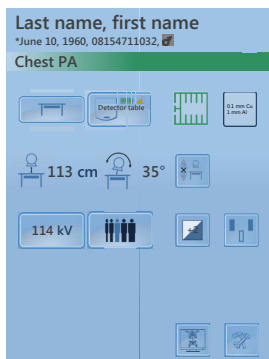 Last name, first name
*June 10, 1960, 08154711032,
Chest PA
Detector table
0.1 mm Cu
1 mm Al
113 cm 35°
114 kV
+2